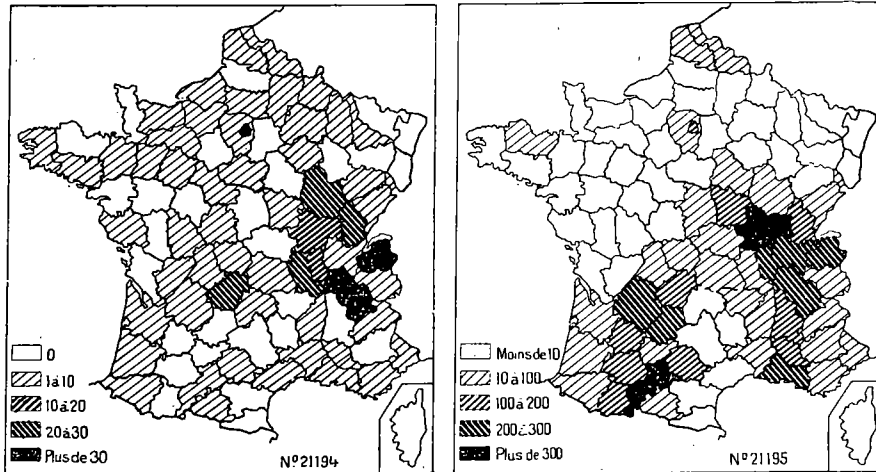 0
1 à 10
10 à 20
20 à 30
Plus de 30
Nº 21194
Moins de 10
10 à 100
100 à 200
200 à 300
Plus de 300
Nº 21195